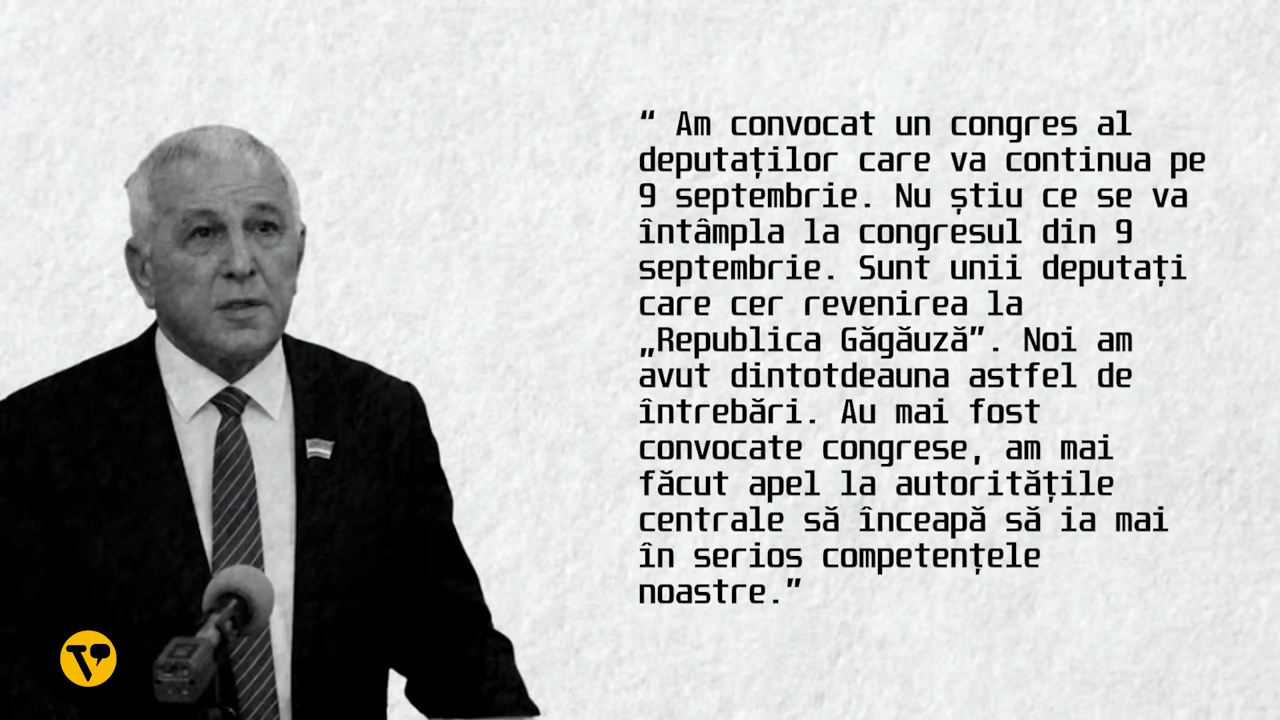 “ Am convocat un congres al
deputaților care va continua pe
9 septembrie. Nu știu ce se va
întâmpla la congresul din 9
septembrie. Sunt unii deputați
care cer revenirea la
„Republica Găgăuză”. Noi am
avut dintotdeauna astfel de
întrebări. Au mai fost
convocate congrese, am mai
făcut apel la autoritățile
centrale să înceapă să ia mai
în serios competențele
noastre.”